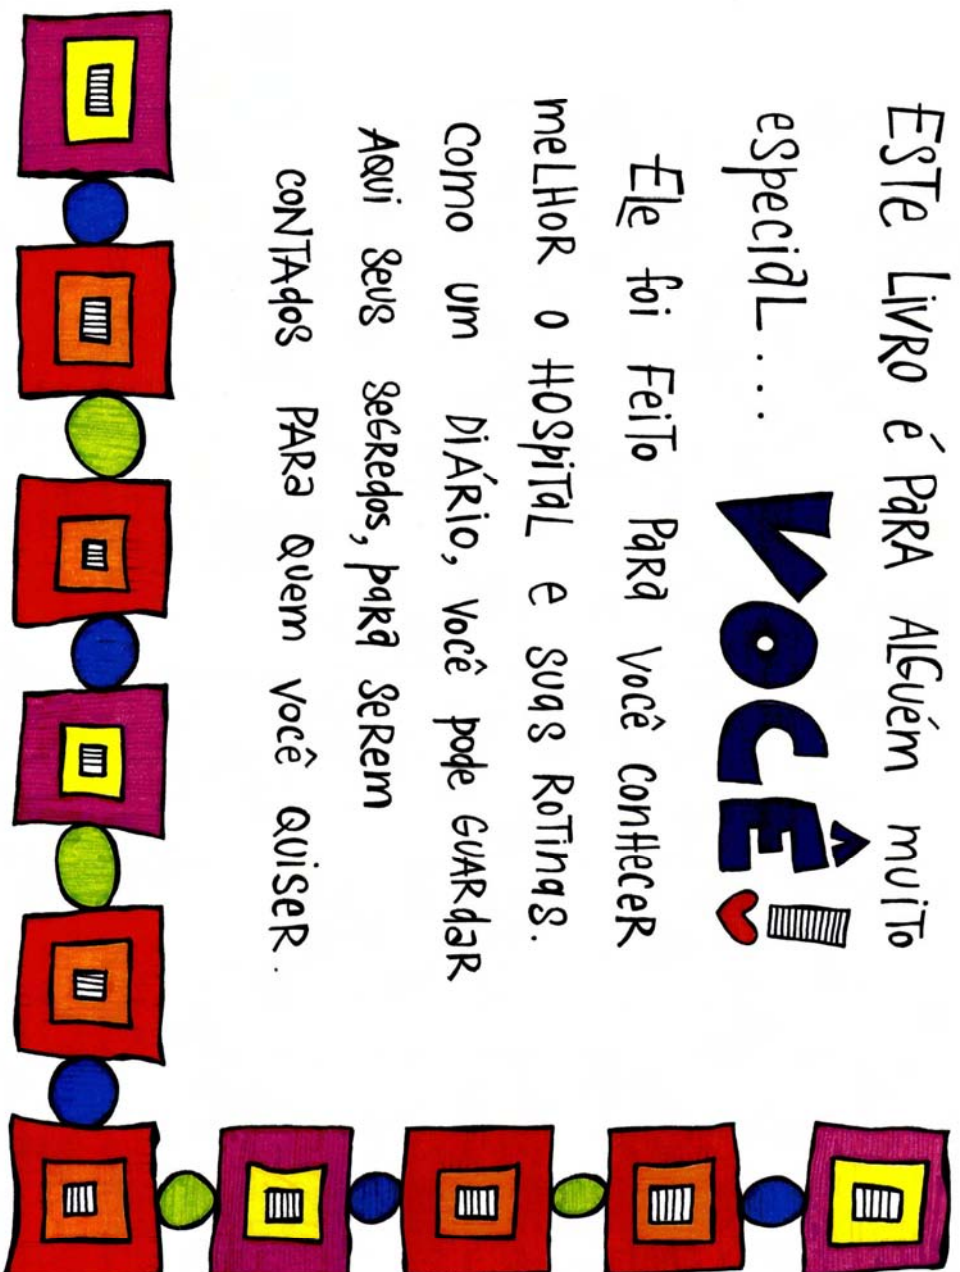 ESTE LIVRO é PARA ALGUém muiTo
especial... VOCÊ!
Ele foi FeiTo PARA Você conHeceR
meLHoR o HOSpiTaL e suas RoTinas.
Como um DiÁRio, Você pode GUARdaR
AQUi Seus SeGRedos, paRa SeRem
coNTAdos PARa QUem Você QUiSeR.